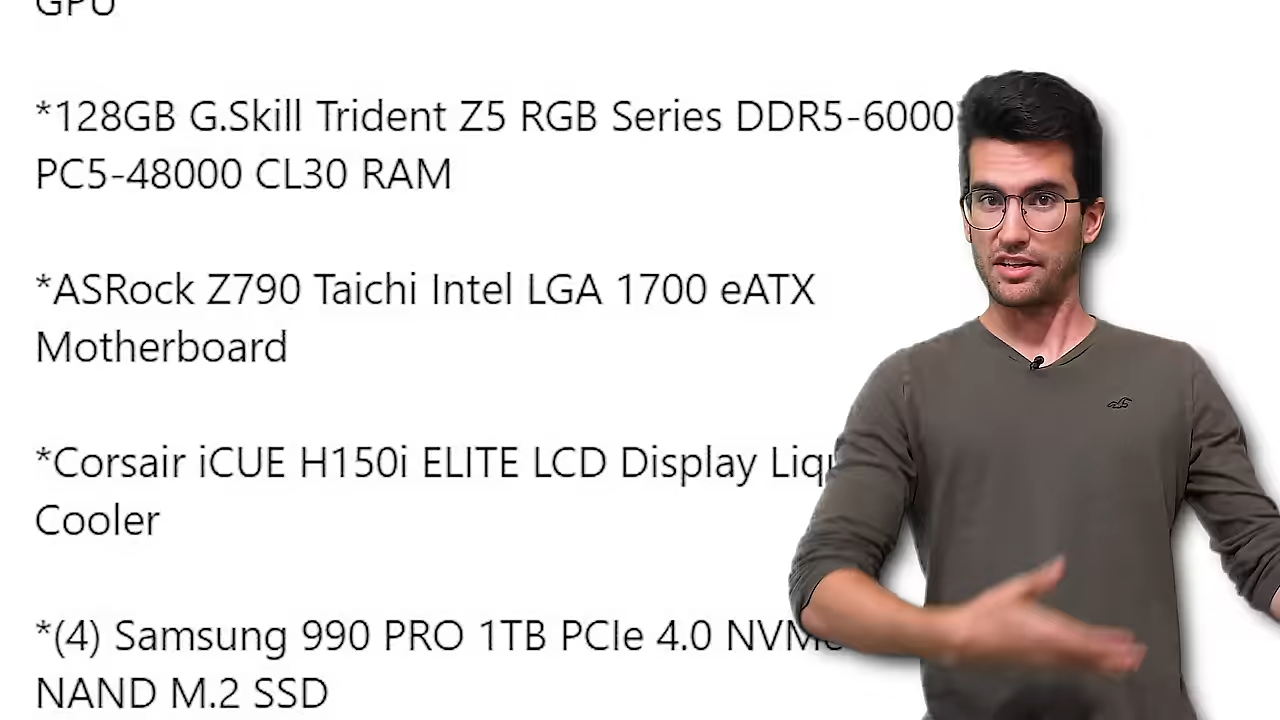 GPU
*128GB G.Skill Trident Z5 RGB Series DDR5-6000
PC5-48000 CL30 RAM
*ASRock Z790 Taichi Intel LGA 1700 eATX
Motherboard
*Corsair iCUE H150i ELITE LCD Display
Cooler
*(4) Samsung 990 PRO 1TB PCIe 4.0
NAND M.2 SSD